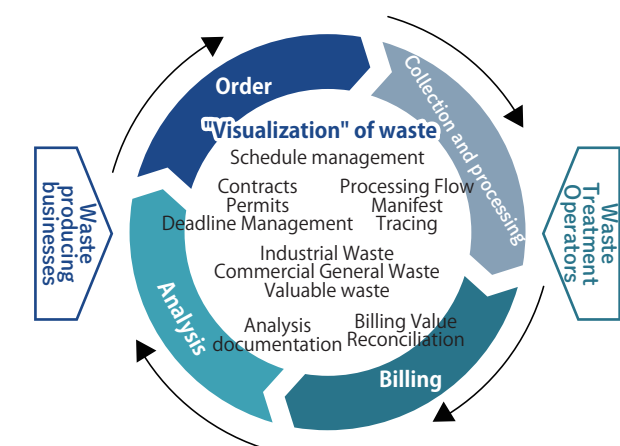 Order
Collection and processing
"Visualization" of waste
Schedule management
Contracts
Permits
Deadline Management
Processing Flow
Manifest
Tracing
Waste
producing
businesses
Waste
Treatment
Operators
Industrial Waste
Commercial General Waste
Valuable waste
Analysis
Analysis
documentation
Billing Value
Reconciliation
Billing